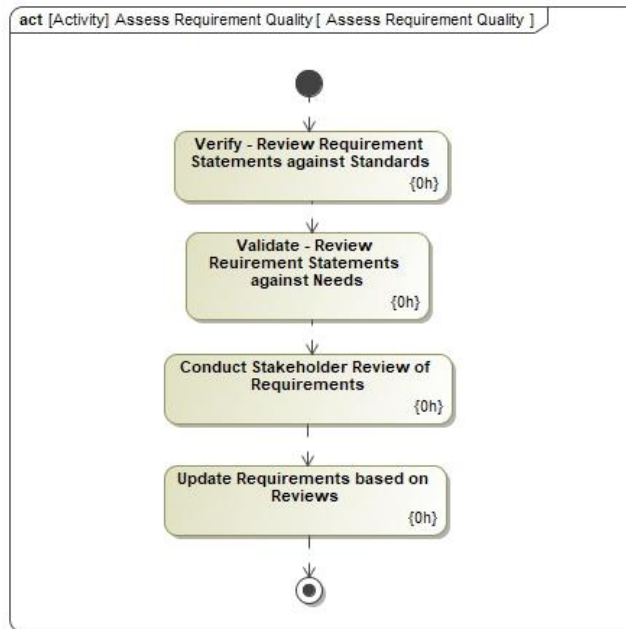 act [Activity] Assess Requirement Quality [ Assess Requirement Quality ]
Verify - Review Requirement
Statements against Standards
{0h}
Validate - Review
Reuirement Statements
against Needs
{0h}
Conduct Stakeholder Review of
Requirements
{0h}
Update Requirements based on
Reviews
{0h}